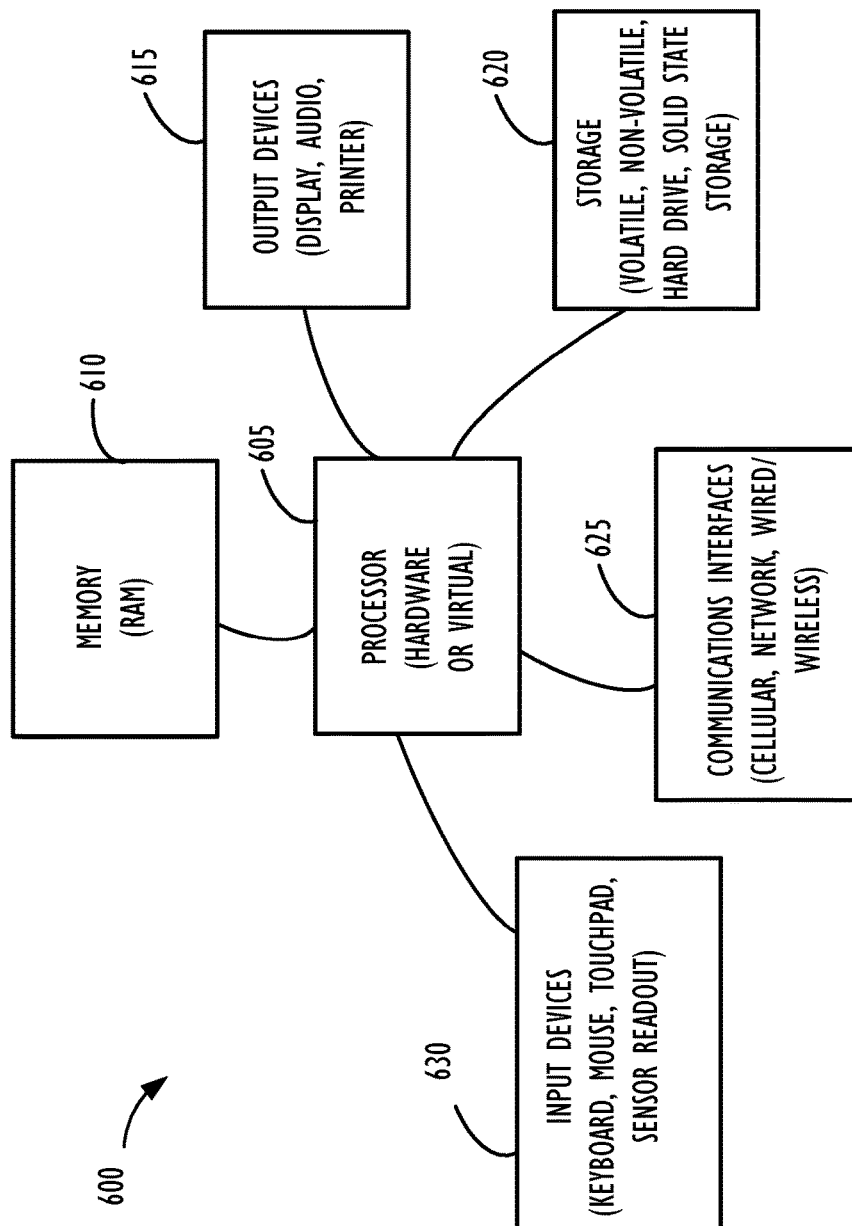 600
MEMORY
(RAM)
610
PROCESSOR
(HARDWARE
OR VIRTUAL)
605
OUTPUT DEVICES
(DISPLAY, AUDIO,
PRINTER)
615
STORAGE
(VOLATILE, NON-VOLATILE,
HARD DRIVE, SOLID STATE
STORAGE)
620
COMMUNICATIONS INTERFACES
(CELLULAR, NETWORK, WIRED/
WIRELESS)
625
INPUT DEVICES
(KEYBOARD, MOUSE, TOUCHPAD,
SENSOR READOUT)
630